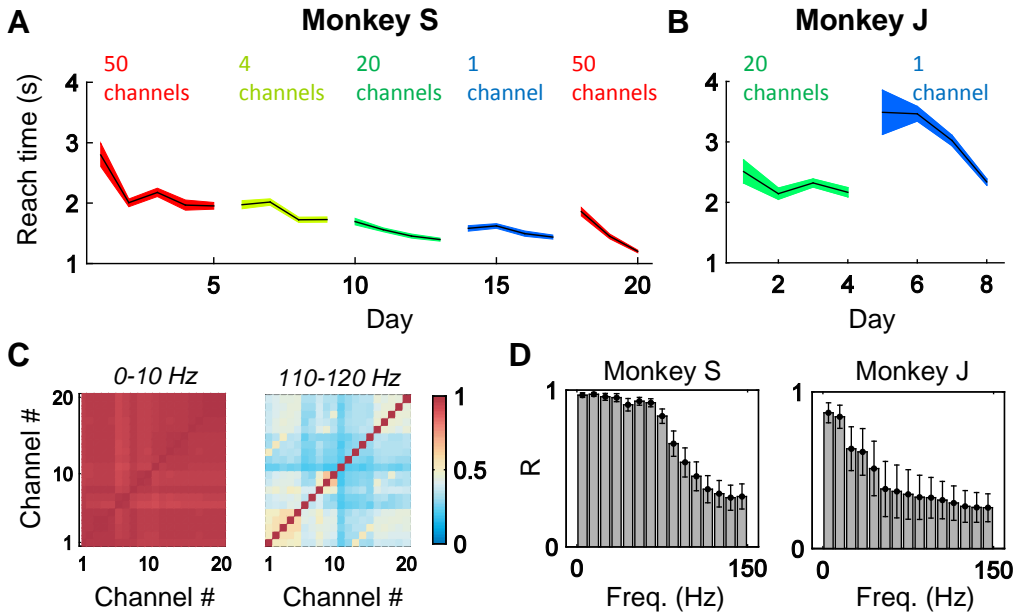 A
Monkey S
50 channels
4 channels
20 channels
1 channel
50 channels
Reach time (s)
4
3
2
1
5
10
15
20
Day
B
Monkey J
20 channels
1 channel
4
3
2
1
2
4
6
8
Day
C
0-10 Hz
110-120 Hz
Channel #
20
10
1
1
10
20
1
10
20
Channel #
Channel #
1
0.5
0
D
Monkey S
Monkey J
R
1
0
0
150
Freq. (Hz)
1
0
0
150
Freq. (Hz)